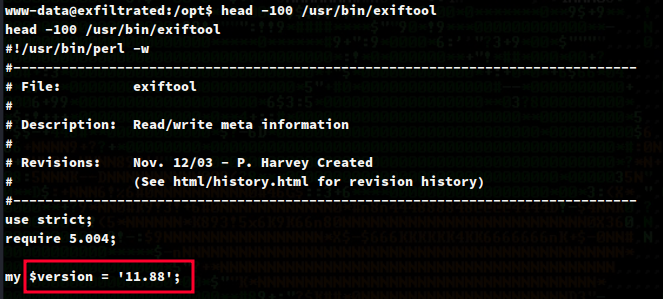 www-data@exfiltrated:/opt$ head -100 /usr/bin/exiftool
head -100 /usr/bin/exiftool
#!/usr/bin/perl -w
#------------------------------------------------------------------------------
# File:         exiftool
#
# Description:  Read/write meta information
#
# Revisions:    Nov. 12/03 - P. Harvey Created
#               (See html/history.html for revision history)
#------------------------------------------------------------------------------
use strict;
require 5.004;
my $version = '11.88';